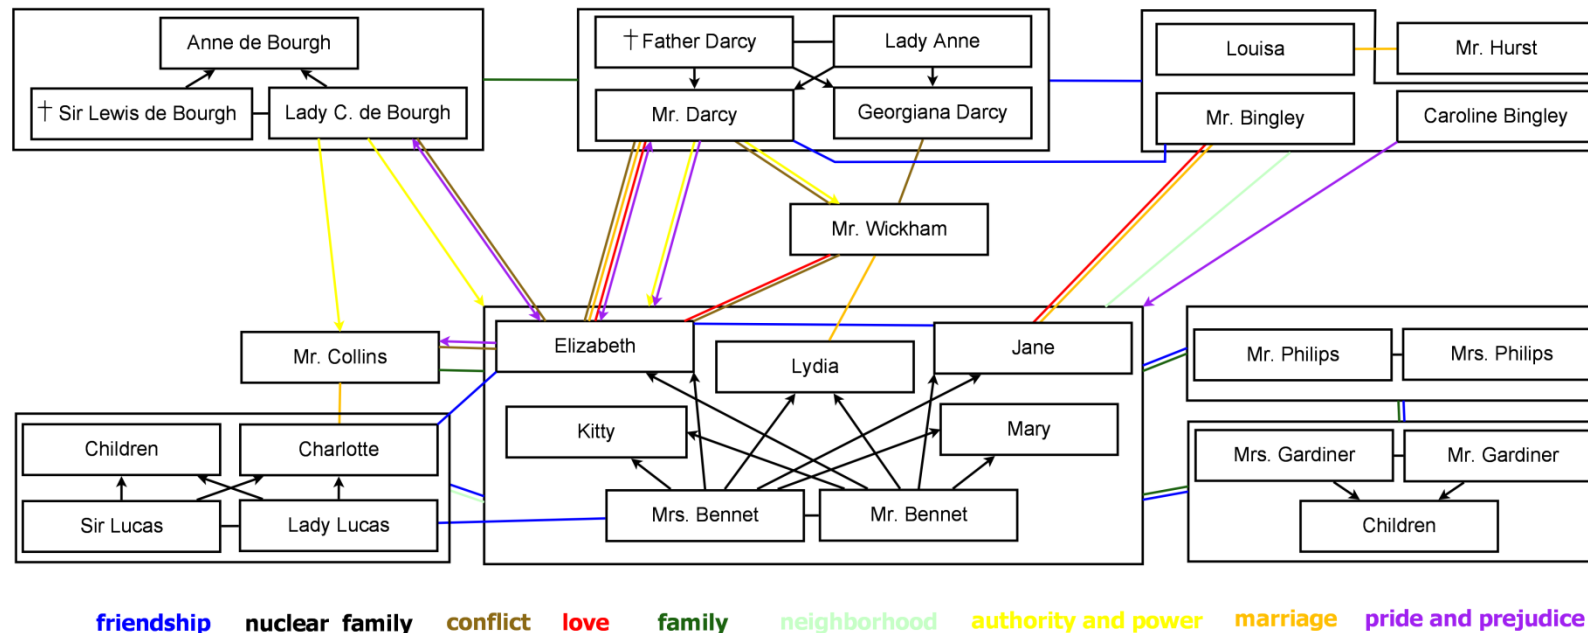 Anne de Bourgh
† Sir Lewis de Bourgh
Lady C. de Bourgh
† Father Darcy
Lady Anne
Mr. Darcy
Georgiana Darcy
Louisa
Mr. Hurst
Mr. Bingley
Caroline Bingley
Mr. Wickham
Mr. Collins
Elizabeth
Lydia
Jane
Kitty
Mary
Mrs. Bennet
Mr. Bennet
Children
Charlotte
Sir Lucas
Lady Lucas
Mr. Philips
Mrs. Philips
Mrs. Gardiner
Mr. Gardiner
Children
friendship nuclear family conflict love family neighborhood authority and power marriage pride and prejudice